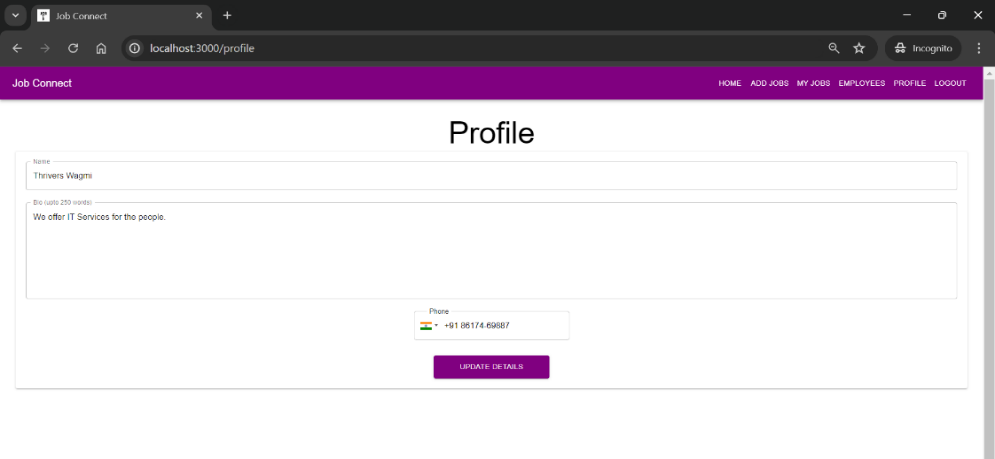 Job Connect
localhost:3000/profile
Incognito
Job Connect
HOME ADD JOBS MY JOBS EMPLOYEES PROFILE LOGOUT
Profile
Name
Thrivers Wagmi
Bio (upto 250 words)
We offer IT Services for the people.
Phone
+91 86174-69887
UPDATE DETAILS